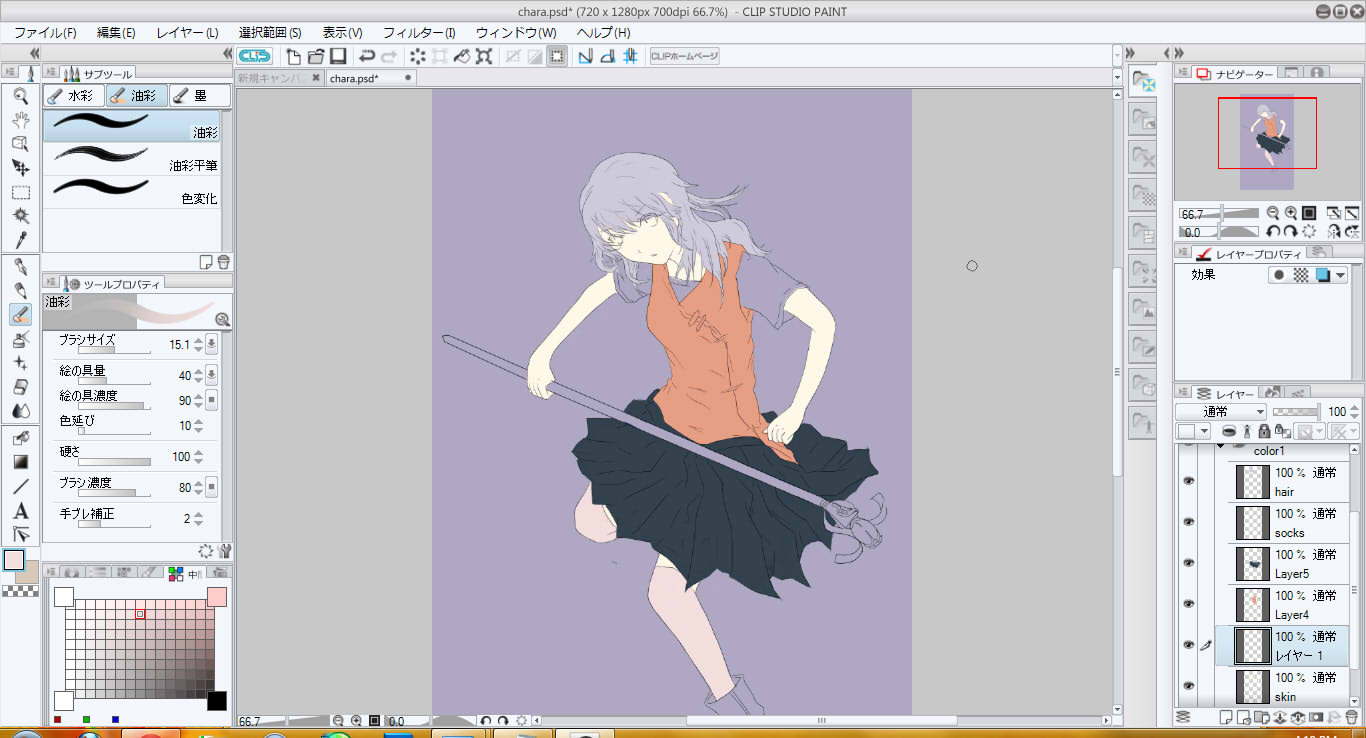 chara.psd* (720 x 1280px 700dpi 66.7%) - CLIP STUDIO PAINT
ファイル(F) 編集(E) レイヤー(L) 選択範囲(S) 表示(V) フィルター(I) ウィンドウ(W) ヘルプ(H)
CLIPホームページ
chara.psd*
サブツール
水彩 油彩 墨
油彩
油彩平筆
色変化
ツールプロパティ
油彩
ブラシサイズ 15.1
絵の具量 40
絵の具濃度 90
色延び 10
硬さ 100
ブラシ濃度 80
手ブレ補正 2
中間
66.7 0.0
ナビゲーター
66.7
0.0
レイヤープロパティ
効果
レイヤー
通常 100
color1
100 % 通常
hair
100 % 通常
socks
100 % 通常
Layer5
100 % 通常
Layer4
100 % 通常
レイヤー 1
100 % 通常
skin